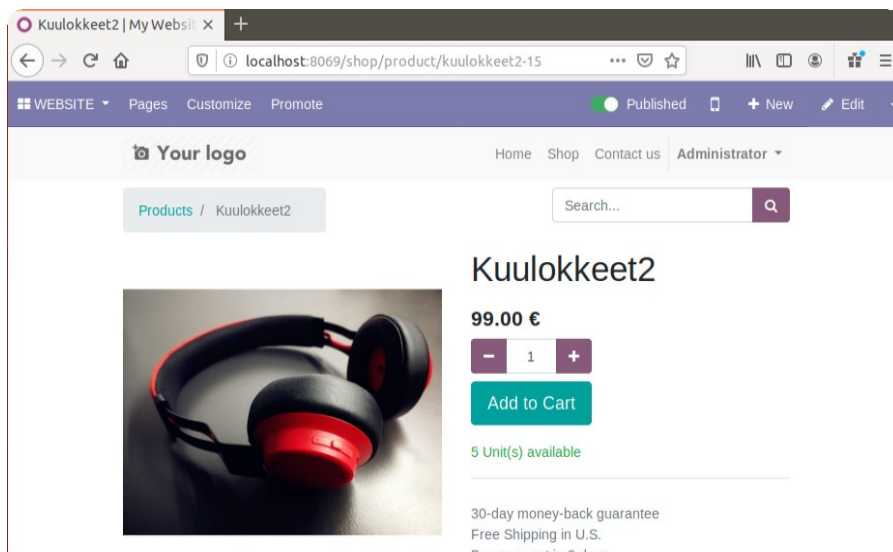 Kuulokkeet2 | My Websit
localhost:8069/shop/product/kuulokkeet2-15
WEBSITE Pages Customize Promote Published + New Edit
Your logo Home Shop Contact us Administrator
Products / Kuulokkeet2 Search...
Kuulokkeet2
99.00 €
- 1 +
Add to Cart
5 Unit(s) available
30-day money-back guarantee
Free Shipping in U.S.